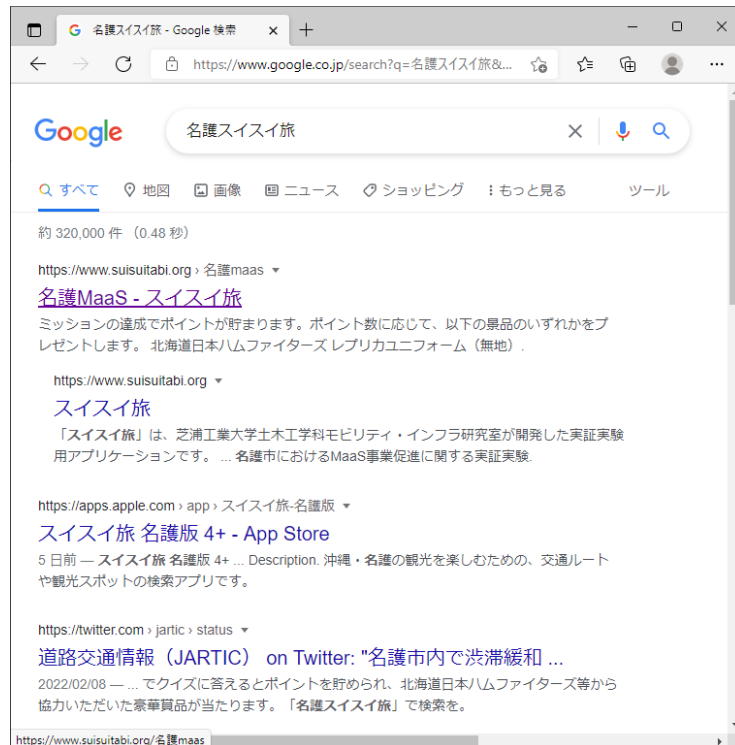 名護スイスイ旅 - Google 検索
https://www.google.co.jp/search?q=名護スイスイ旅&...
Google
名護スイスイ旅
すべて 地図 画像 ニュース ショッピング もっと見る ツール
約 320,000 件 （0.48 秒）
https://www.suisuitabi.org › 名護maas
名護MaaS - スイスイ旅
ミッションの達成でポイントが貯まります。ポイント数に応じて、以下の景品のいずれかをプ
レゼントします。 北海道日本ハムファイターズ レプリカユニフォーム（無地）.
https://www.suisuitabi.org
スイスイ旅
「スイスイ旅」は、芝浦工業大学土木工学科モビリティ・インフラ研究室が開発した実証実験
用アプリケーションです。 ... 名護市におけるMaaS事業促進に関する実証実験.
https://apps.apple.com › app › スイスイ旅-名護版
スイスイ旅 名護版 4+ - App Store
5 日前 — スイスイ旅 名護版 4+ ... Description. 沖縄・名護の観光を楽しむための、交通ルート
や観光スポットの検索アプリです。
https://twitter.com › jartic › status
道路交通情報（JARTIC） on Twitter: "名護市内で渋滞緩和 ...
2022/02/08 — ... でクイズに答えるとポイントを貯められ、北海道日本ハムファイターズ等から
協力いただいた豪華賞品が当たります。「名護スイスイ旅」で検索を。
https://www.suisuitabi.org/名護maas